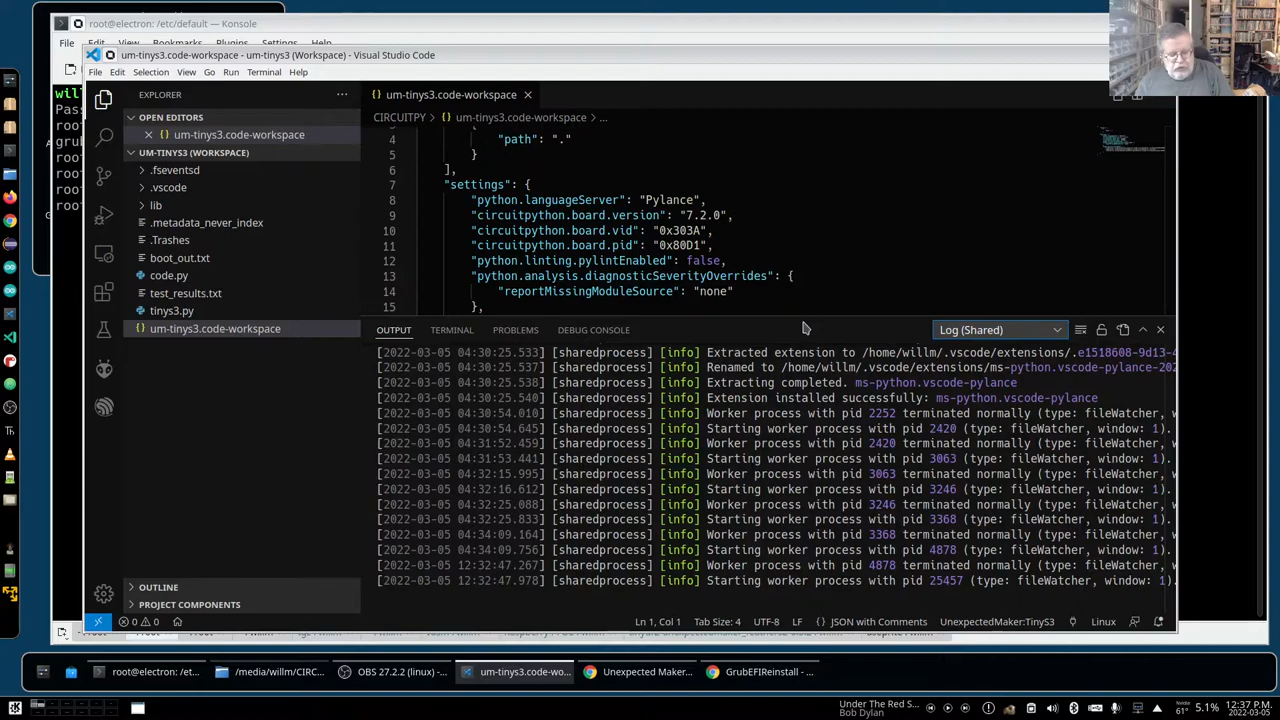 root@electron: /etc/default — Konsole
File Edit View Bookmarks Plugins Settings Help
um-tinys3.code-workspace - um-tinys3 (Workspace) - Visual Studio Code
File Edit Selection View Go Run Terminal Help
will
Pas
roo
gru
roo
roo
roo
EXPLORER
OPEN EDITORS
um-tinys3.code-workspace
UM-TINYS3 (WORKSPACE)
.fseventsd
.vscode
lib
.metadata_never_index
.Trashes
boot_out.txt
code.py
test_results.txt
tinys3.py
um-tinys3.code-workspace
OUTLINE
PROJECT COMPONENTS
um-tinys3.code-workspace
CIRCUITPY > um-tinys3.code-workspace > ...
4 "path": "."
5 }
6 ],
7 "settings": {
8 "python.languageServer": "Pylance",
9 "circuitpython.board.version": "7.2.0",
10 "circuitpython.board.vid": "0x303A",
11 "circuitpython.board.pid": "0x80D1",
12 "python.linting.pylintEnabled": false,
13 "python.analysis.diagnosticSeverityOverrides": {
14 "reportMissingModuleSource": "none"
15 },
OUTPUT TERMINAL PROBLEMS DEBUG CONSOLE Log (Shared)
[2022-03-05 04:30:25.533] [sharedprocess] [info] Extracted extension to /home/willm/.vscode/extensions/.e1518608-9d13-4
[2022-03-05 04:30:25.537] [sharedprocess] [info] Renamed to /home/willm/.vscode/extensions/ms-python.vscode-pylance-202
[2022-03-05 04:30:25.538] [sharedprocess] [info] Extracting completed. ms-python.vscode-pylance
[2022-03-05 04:30:25.540] [sharedprocess] [info] Extension installed successfully: ms-python.vscode-pylance
[2022-03-05 04:30:54.010] [sharedprocess] [info] Worker process with pid 2252 terminated normally (type: fileWatcher, w
[2022-03-05 04:30:54.645] [sharedprocess] [info] Starting worker process with pid 2420 (type: fileWatcher, window: 1).
[2022-03-05 04:31:52.459] [sharedprocess] [info] Worker process with pid 2420 terminated normally (type: fileWatcher, w
[2022-03-05 04:31:53.441] [sharedprocess] [info] Starting worker process with pid 3063 (type: fileWatcher, window: 1).
[2022-03-05 04:32:15.995] [sharedprocess] [info] Worker process with pid 3063 terminated normally (type: fileWatcher, w
[2022-03-05 04:32:16.612] [sharedprocess] [info] Starting worker process with pid 3246 (type: fileWatcher, window: 1).
[2022-03-05 04:32:25.088] [sharedprocess] [info] Worker process with pid 3246 terminated normally (type: fileWatcher, w
[2022-03-05 04:32:25.833] [sharedprocess] [info] Starting worker process with pid 3368 (type: fileWatcher, window: 1).
[2022-03-05 04:34:09.164] [sharedprocess] [info] Worker process with pid 3368 terminated normally (type: fileWatcher, w
[2022-03-05 04:34:09.756] [sharedprocess] [info] Starting worker process with pid 4878 (type: fileWatcher, window: 1).
[2022-03-05 12:32:47.267] [sharedprocess] [info] Worker process with pid 4878 terminated normally (type: fileWatcher, w
[2022-03-05 12:32:47.978] [sharedprocess] [info] Starting worker process with pid 25457 (type: fileWatcher, window: 1).
0 0 Ln 1, Col 1 Tab Size: 4 UTF-8 LF {} JSON with Comments UnexpectedMaker:TinyS3 Linux
root@electron: /et... /media/willm/CIRC... OBS 27.2.2 (linux) -... um-tinys3.code-wo... Unexpected Maker... GrubEFIReinstall - ...
Under The Red S...
Bob Dylan
Nvidia
61° 5.1%
12:37 P.M.
2022-03-05